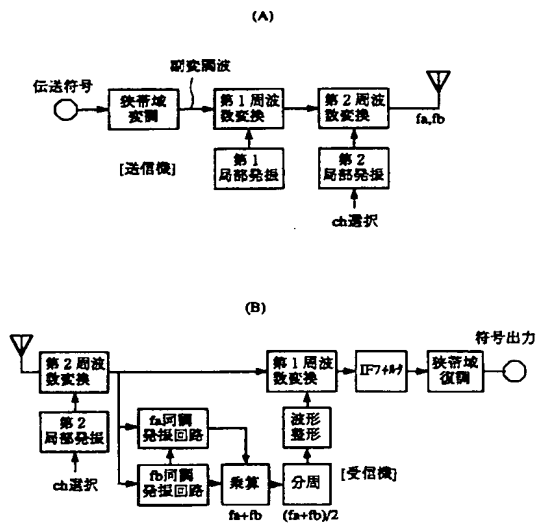 (A)
副変調波
伝送符号
狭帯域
変調
第1周波
数変換
第2周波
数変換
fa,fb
[送信機]
第1
局部発振
第2
局部発振
ch選択
(B)
符号出力
第2周波
数変換
第1周波
数変換
IFフィルタ
狭帯域
復調
第2
局部発振
fa同調
発振回路
波形
整形
ch選択
fb同調
発振回路
乗算
分周
[受信機]
fa+fb
(fa+fb)/2